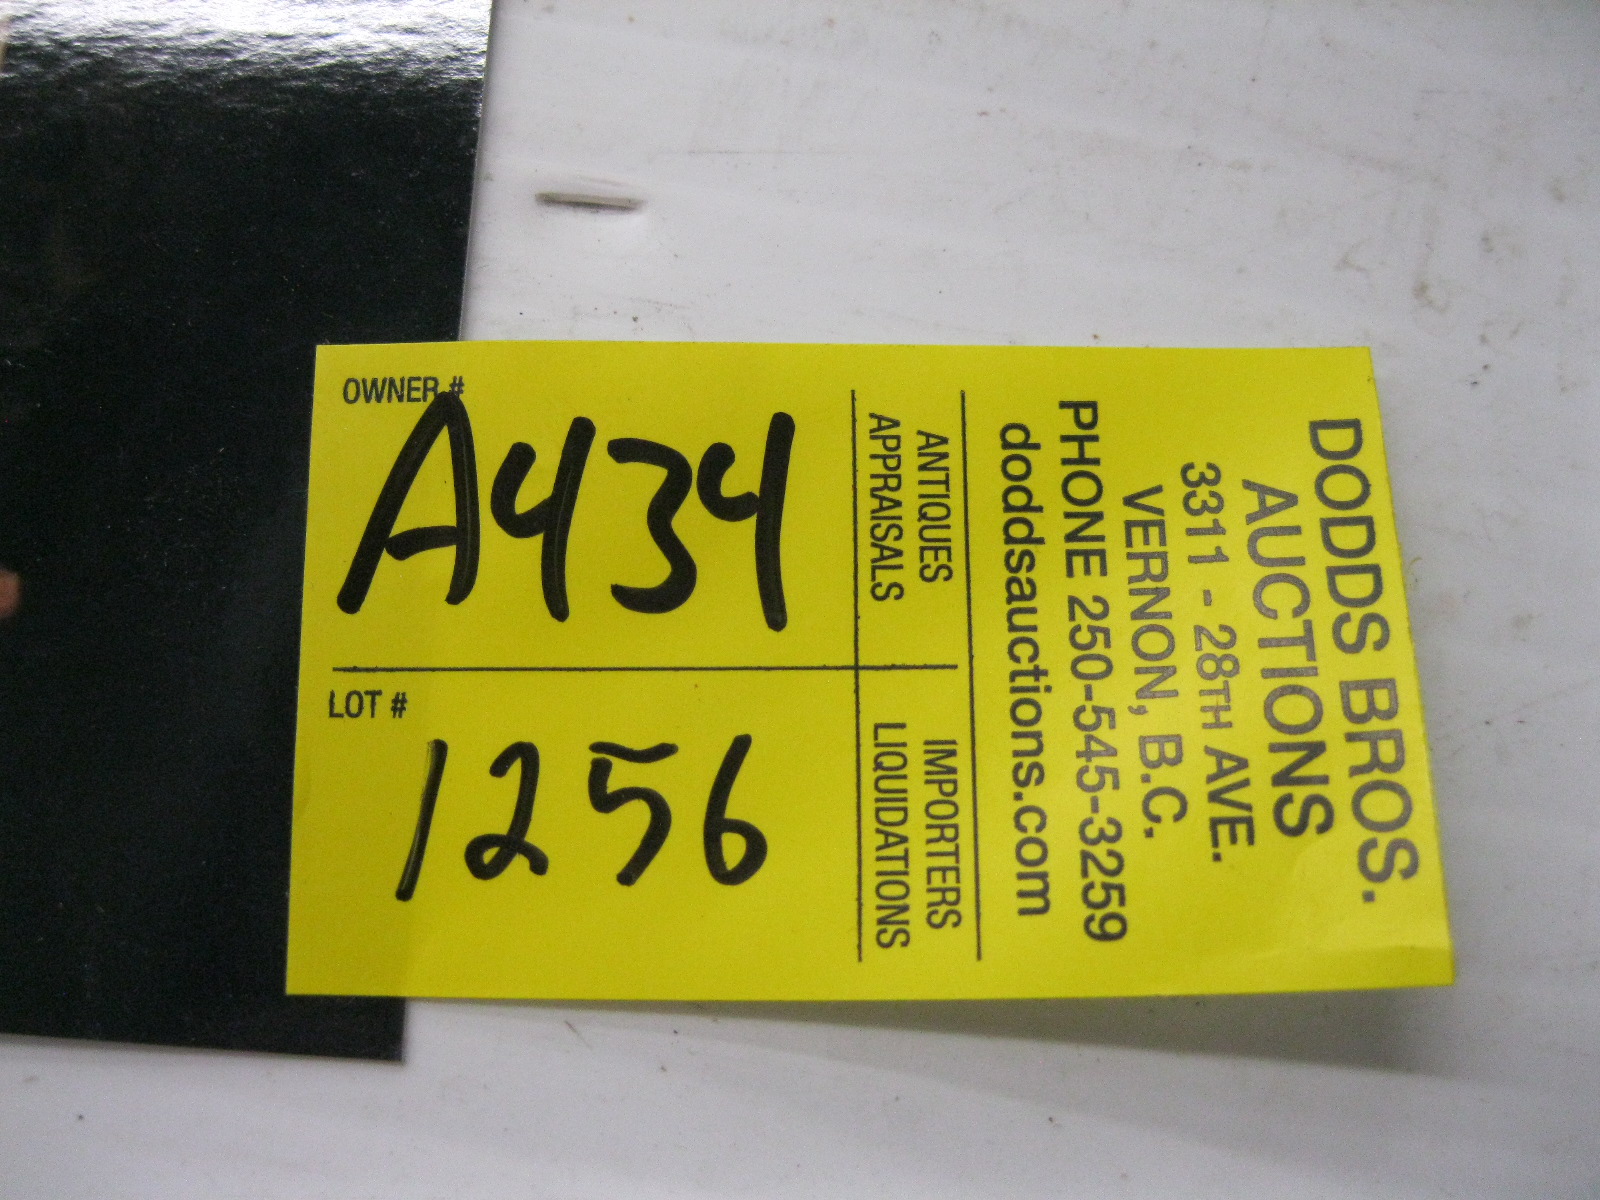 DODDS BROS.
AUCTIONS
3311 - 28TH AVE.
VERNON, B.C.
PHONE 250-545-3259
doddsauctions.com
ANTIQUES
APPRAISALS
IMPORTERS
LIQUIDATIONS
OWNER #
A434
LOT #
1256